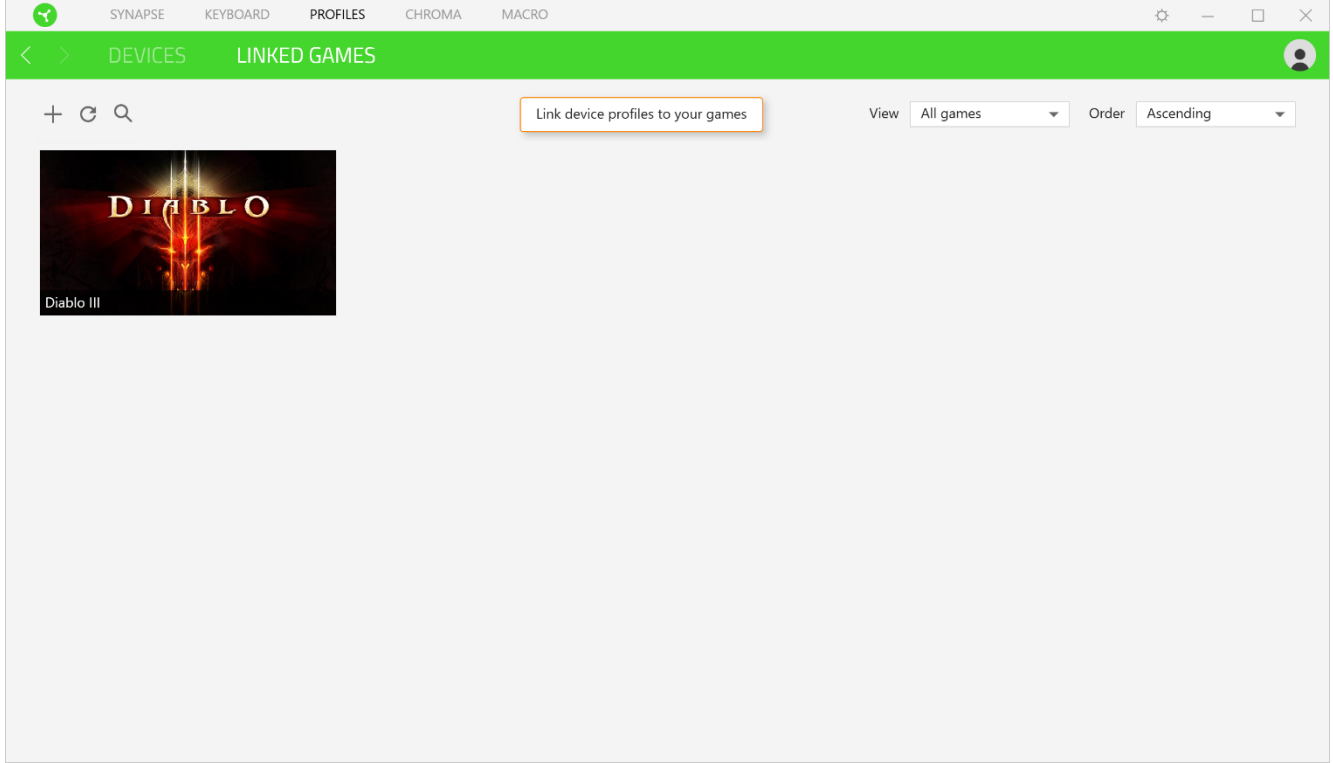 SYNAPSE KEYBOARD PROFILES CHROMA MACRO
DEVICES LINKED GAMES
Link device profiles to your games
View All games Order Ascending
DIABLO
Diablo III